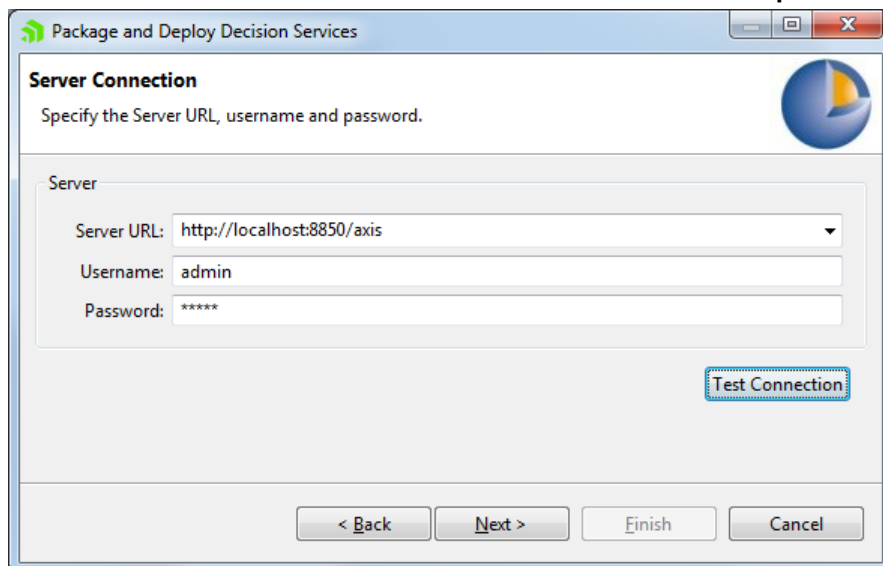 Package and Deploy Decision Services
Server Connection
Specify the Server URL, username and password.
Server
Server URL: http://localhost:8850/axis
Username: admin
Password: *****
Test Connection
< Back Next > Finish Cancel